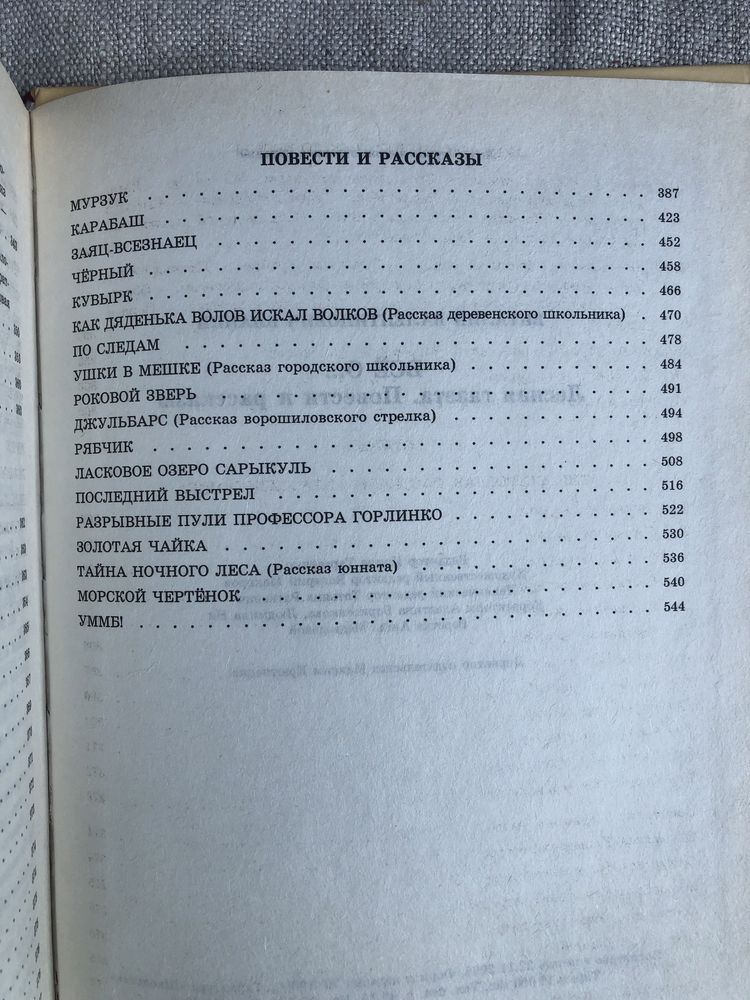 ПОВЕСТИ И РАССКАЗЫ
МУРЗУК 387
КАРАБАШ 423
ЗАЯЦ-ВСЕЗНАЕЦ 452
ЧЁРНЫЙ 458
КУВЫРК 466
КАК ДЯДЕНЬКА ВОЛОВ ИСКАЛ ВОЛКОВ (Рассказ деревенского школьника) 470
ПО СЛЕДАМ 478
УШКИ В МЕШКЕ (Рассказ городского школьника) 484
РОКОВОЙ ЗВЕРЬ 491
ДЖУЛЬБАРС (Рассказ ворошиловского стрелка) 494
РЯБЧИК 498
ЛАСКОВОЕ ОЗЕРО САРЫКУЛЬ 508
ПОСЛЕДНИЙ ВЫСТРЕЛ 516
РАЗРЫВНЫЕ ПУЛИ ПРОФЕССОРА ГОРЛИНКО 522
ЗОЛОТАЯ ЧАЙКА 530
ТАЙНА НОЧНОГО ЛЕСА (Рассказ юнната) 536
МОРСКОЙ ЧЕРТЁНОК 540
УММБ! 544